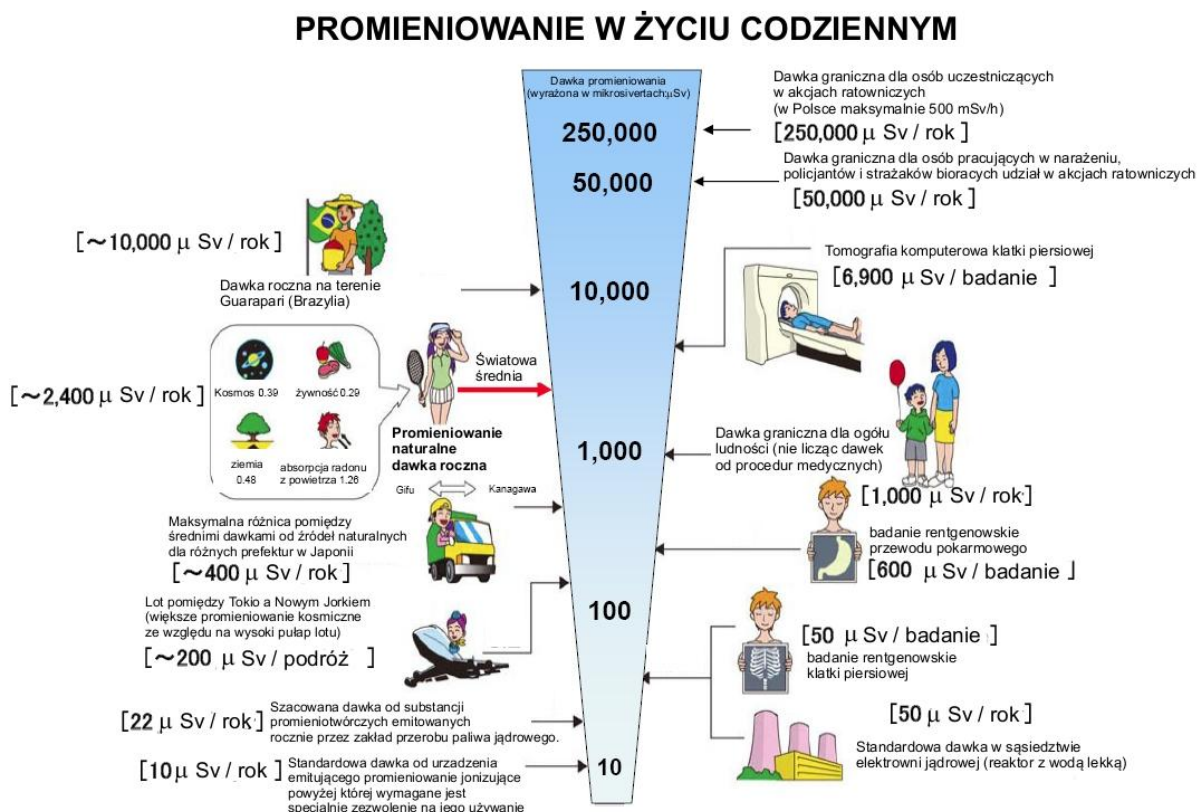 PROMIENIOWANIE W ŻYCIU CODZIENNYM
Dawka promieniowania
(wyrażona w mikrosivertach:μSv)
250,000
50,000
10,000
1,000
100
10
[~10,000 μ Sv / rok ]
Dawka roczna na terenie
Guarapari (Brazylia)
[~2,400 μ Sv / rok ]
Kosmos 0.39
żywność 0.29
ziemia
0.48
absorpcja radonu
z powietrza 1.26
Światowa
średnia
Promieniowanie
naturalne
dawka roczna
Gifu
Kanagawa
Maksymalna różnica pomiędzy
średnimi dawkami od źródeł naturalnych
dla różnych prefektur w Japonii
[~400 μ Sv / rok ]
Lot pomiędzy Tokio a Nowym Jorkiem
(większe promieniowanie kosmiczne
ze względu na wysoki pułap lotu)
[~200 μ Sv / podróż ]
[22 μ Sv / rok ]
Szacowana dawka od substancji
promieniotwórczych emitowanych
rocznie przez zakład przerobu paliwa jądrowego.
[10 μ Sv / rok ]
Standardowa dawka od urzadzenia
emitującego promieniowanie jonizujące
powyżej której wymagane jest
specjalnie zezwolenie na jego używanie
Dawka graniczna dla osób uczestniczących
w akcjach ratowniczych
(w Polsce maksymalnie 500 mSv/h)
[250,000 μ Sv / rok ]
Dawka graniczna dla osób pracujących w narażeniu,
policjantów i strażaków bioracych udział w akcjach ratowniczych
[50,000 μ Sv / rok ]
Tomografia komputerowa klatki piersiowej
[6,900 μ Sv / badanie ]
Dawka graniczna dla ogółu
ludności (nie licząc dawek
od procedur medycznych)
[1,000 μ Sv / rok]
badanie rentgenowskie
przewodu pokarmowego
[600 μ Sv / badanie ]
[50 μ Sv / badanie ]
badanie rentgenowskie
klatki piersiowej
[50 μ Sv / rok ]
Standardowa dawka w sąsiedztwie
elektrowni jądrowej (reaktor z wodą lekką)